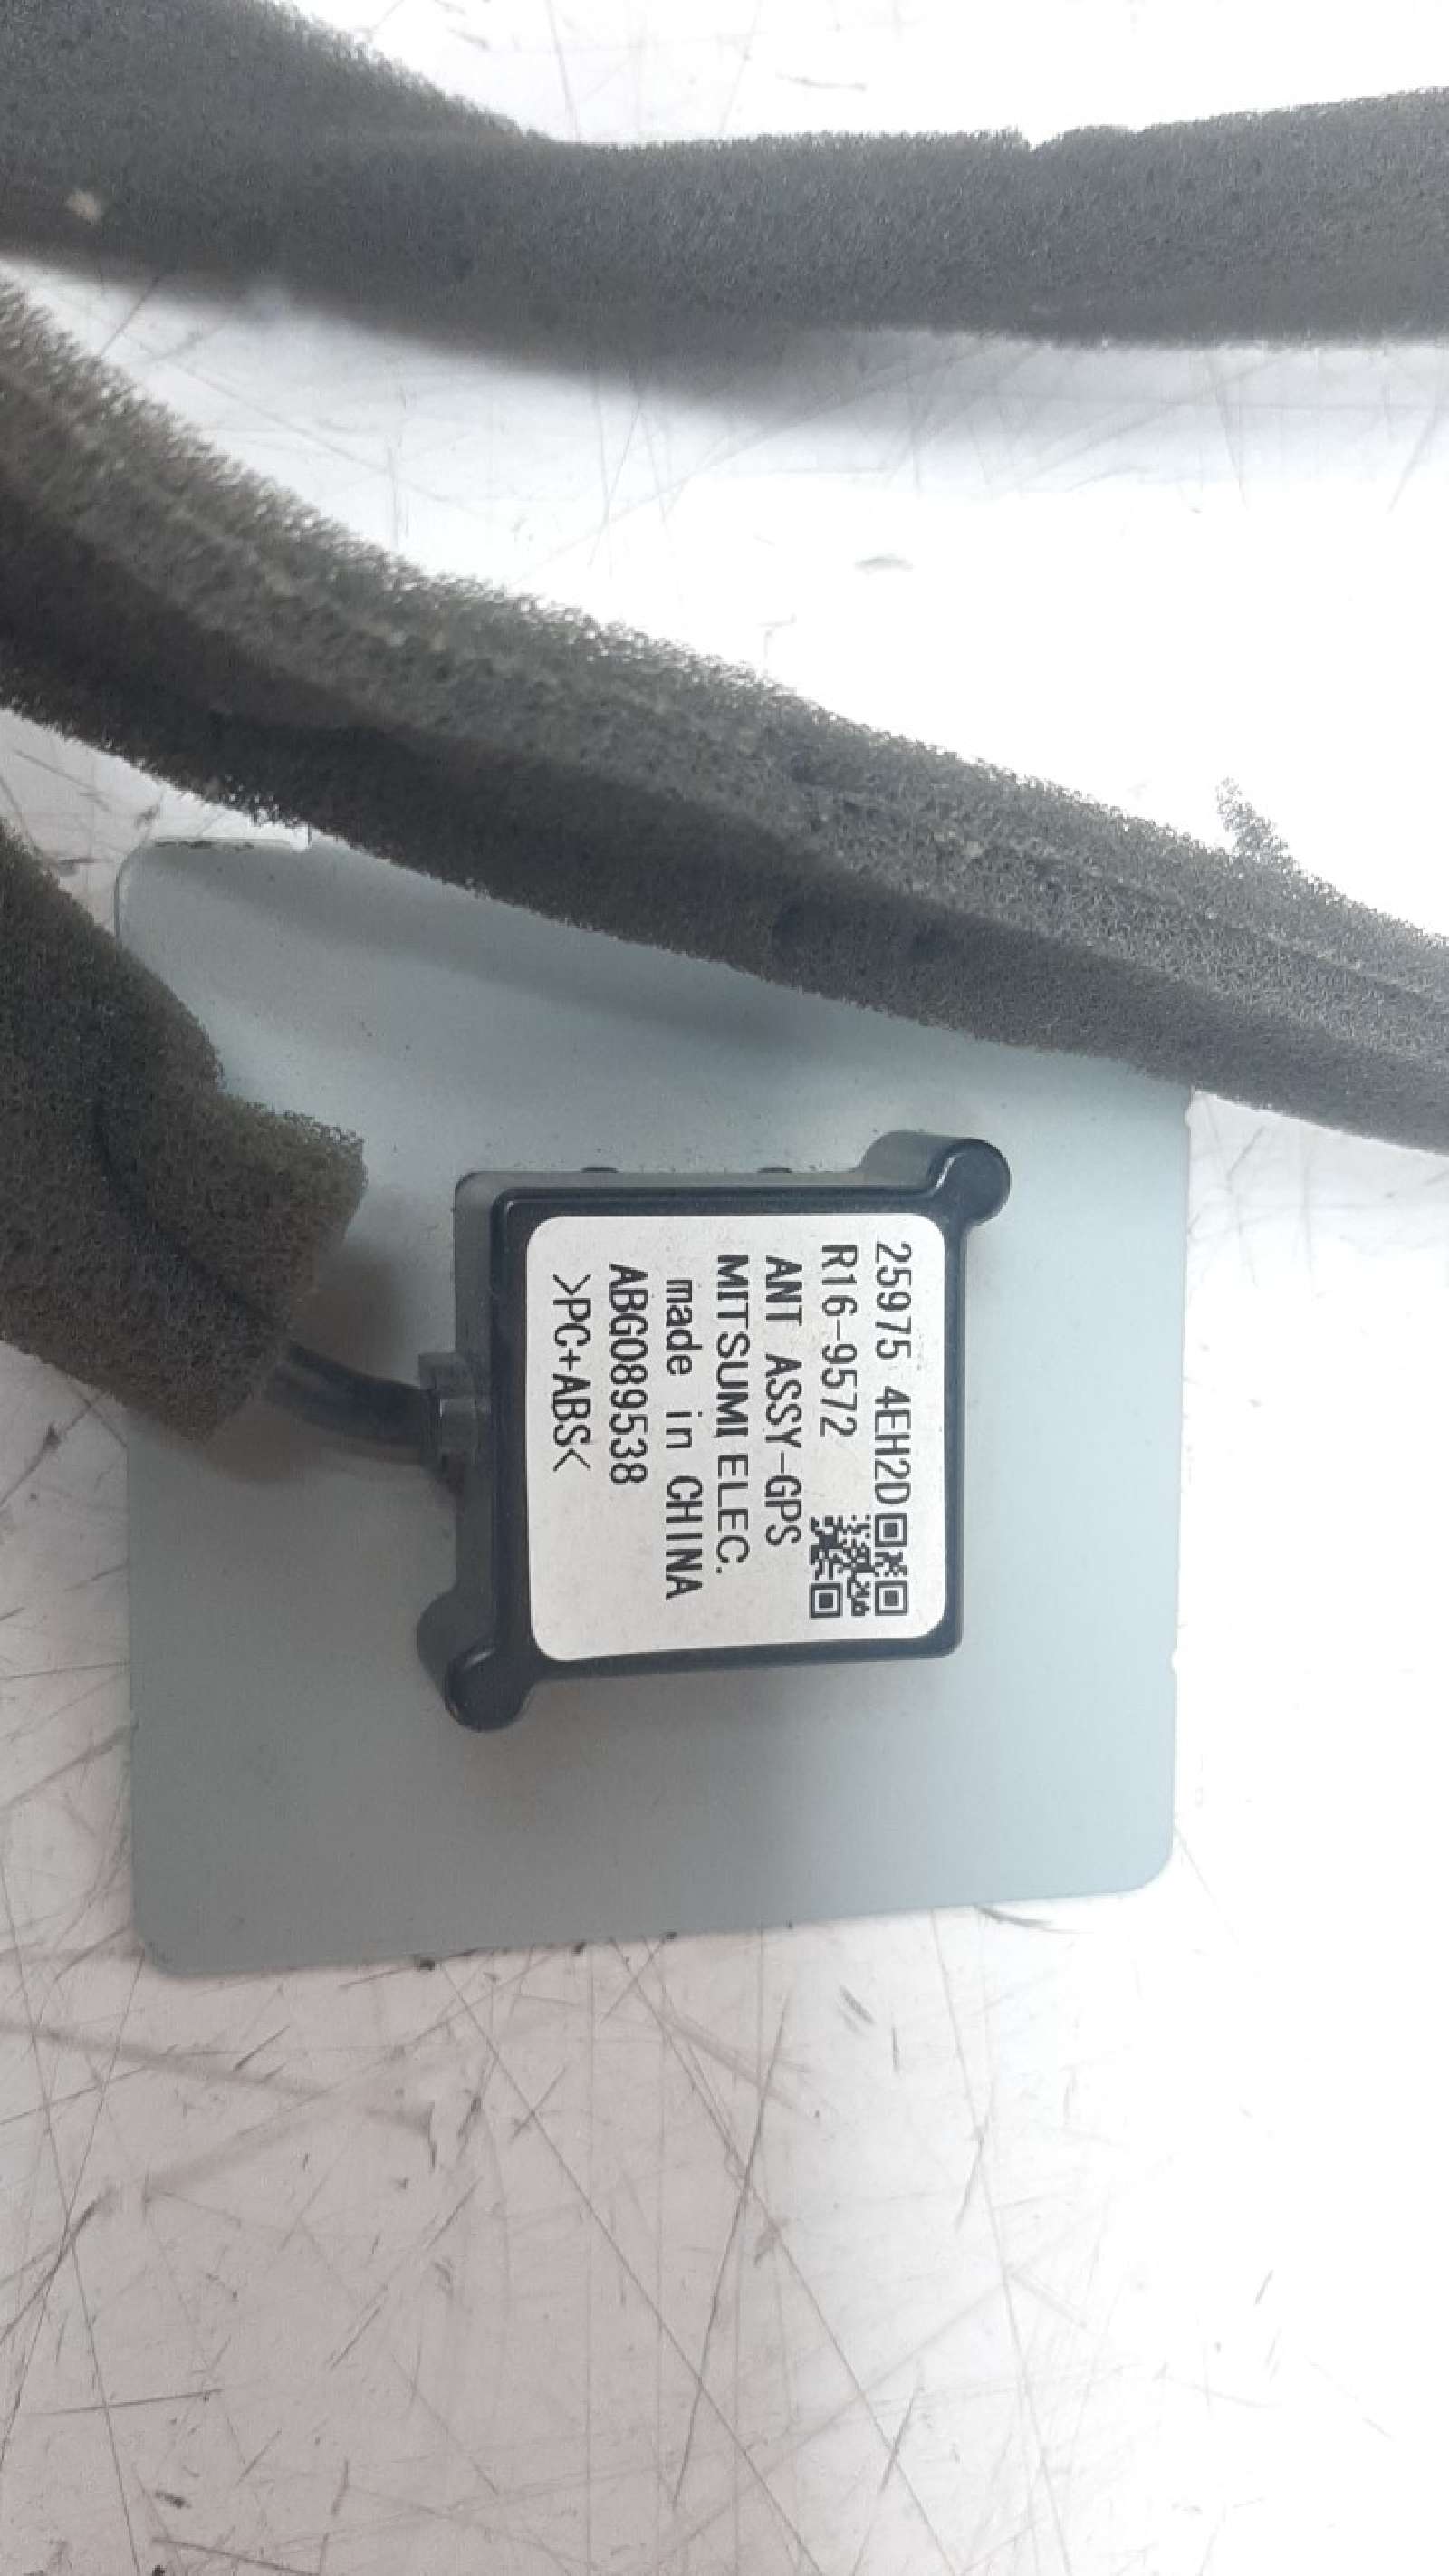 25975 4EH2D
R16-9572
ANT ASSY-GPS
MITSUMI ELEC.
made in CHINA
ABG089538
>PC+ABS<